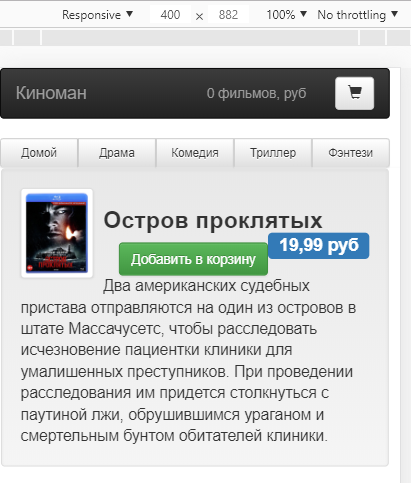 Responsive 400 × 882 100% No throttling
Киноман 0 фильмов, руб
Домой Драма Комедия Триллер Фэнтези
Остров проклятых
19,99 руб
Добавить в корзину
Два американских судебных
пристава отправляются на один из островов в
штате Массачусетс, чтобы расследовать
исчезновение пациентки клиники для
умалишенных преступников. При проведении
расследования им придется столкнуться с
паутиной лжи, обрушившимся ураганом и
смертельным бунтом обитателей клиники.